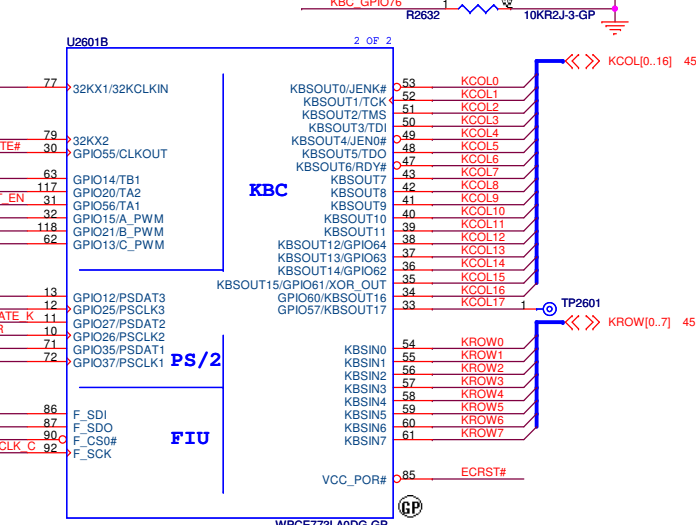 KBC_GPIO76 1
R2632 10KR2J-3-GP
U2601B 2 OF 2
KCOL[0..16] 45
77 32KX1/32KCLKIN KBSOUT0/JENK# 53 KCOL0
KBSOUT1/TCK 52 KCOL1
KBSOUT2/TMS 51 KCOL2
KBSOUT3/TDI 50 KCOL3
TE# 79 32KX2 KBSOUT4/JEN0# 49 KCOL4
30 GPIO55/CLKOUT KBSOUT5/TDO 48 KCOL5
KBSOUT6/RDY# 47 KCOL6
63 GPIO14/TB1 KBSOUT7 43 KCOL7
117 GPIO20/TA2 KBC KBSOUT8 42 KCOL8
T_EN 31 GPIO56/TA1 KBSOUT9 41 KCOL9
32 GPIO15/A_PWM KBSOUT10 40 KCOL10
118 GPIO21/B_PWM KBSOUT11 39 KCOL11
62 GPIO13/C_PWM KBSOUT12/GPIO64 38 KCOL12
KBSOUT13/GPIO63 37 KCOL13
KBSOUT14/GPIO62 36 KCOL14
KBSOUT15/GPIO61/XOR_OUT 35 KCOL15
13 GPIO12/PSDAT3 GPIO60/KBSOUT16 34 KCOL16
12 GPIO25/PSCLK3 GPIO57/KBSOUT17 33 KCOL17 1 TP2601
ATE_K 11 GPIO27/PSDAT2 KROW[0..7] 45
R 10 GPIO26/PSCLK2
71 GPIO35/PSDAT1 KBSIN0 54 KROW0
72 GPIO37/PSCLK1 PS/2 KBSIN1 55 KROW1
KBSIN2 56 KROW2
KBSIN3 57 KROW3
KBSIN4 58 KROW4
86 F_SDI KBSIN5 59 KROW5
87 F_SDO KBSIN6 60 KROW6
90 F_CS0# FIU KBSIN7 61 KROW7
CLK_C 92 F_SCK
VCC_POR# 85 ECRST#
GP
WPCE773LA0DG-GP